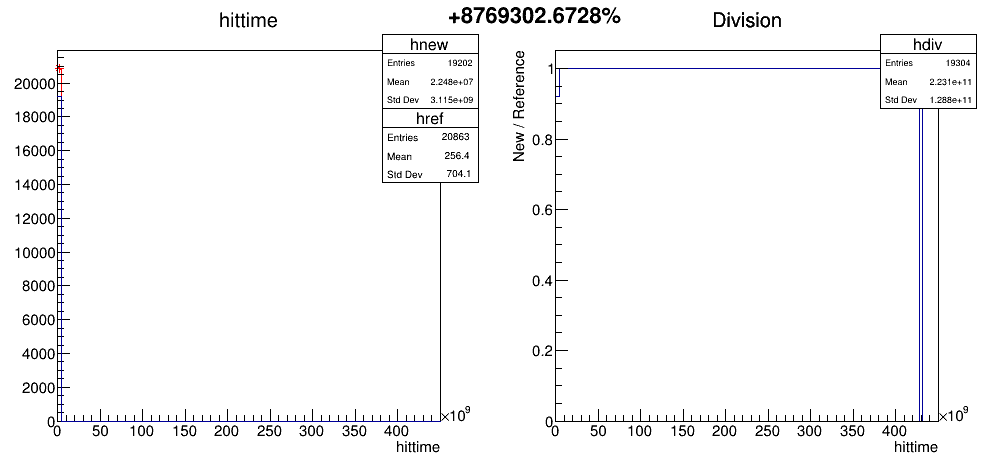 +8769302.6728%
hittime
hnew
Entries 19202
Mean 2.248e+07
Std Dev 3.115e+09
href
Entries 20863
Mean 256.4
Std Dev 704.1
20000
18000
16000
14000
12000
10000
8000
6000
4000
2000
0
0 50 100 150 200 250 300 350 400
×10⁹
hittime
Division
hdiv
Entries 19304
Mean 2.231e+11
Std Dev 1.288e+11
New / Reference
1
0.8
0.6
0.4
0.2
0
0 50 100 150 200 250 300 350 400
×10⁹
hittime